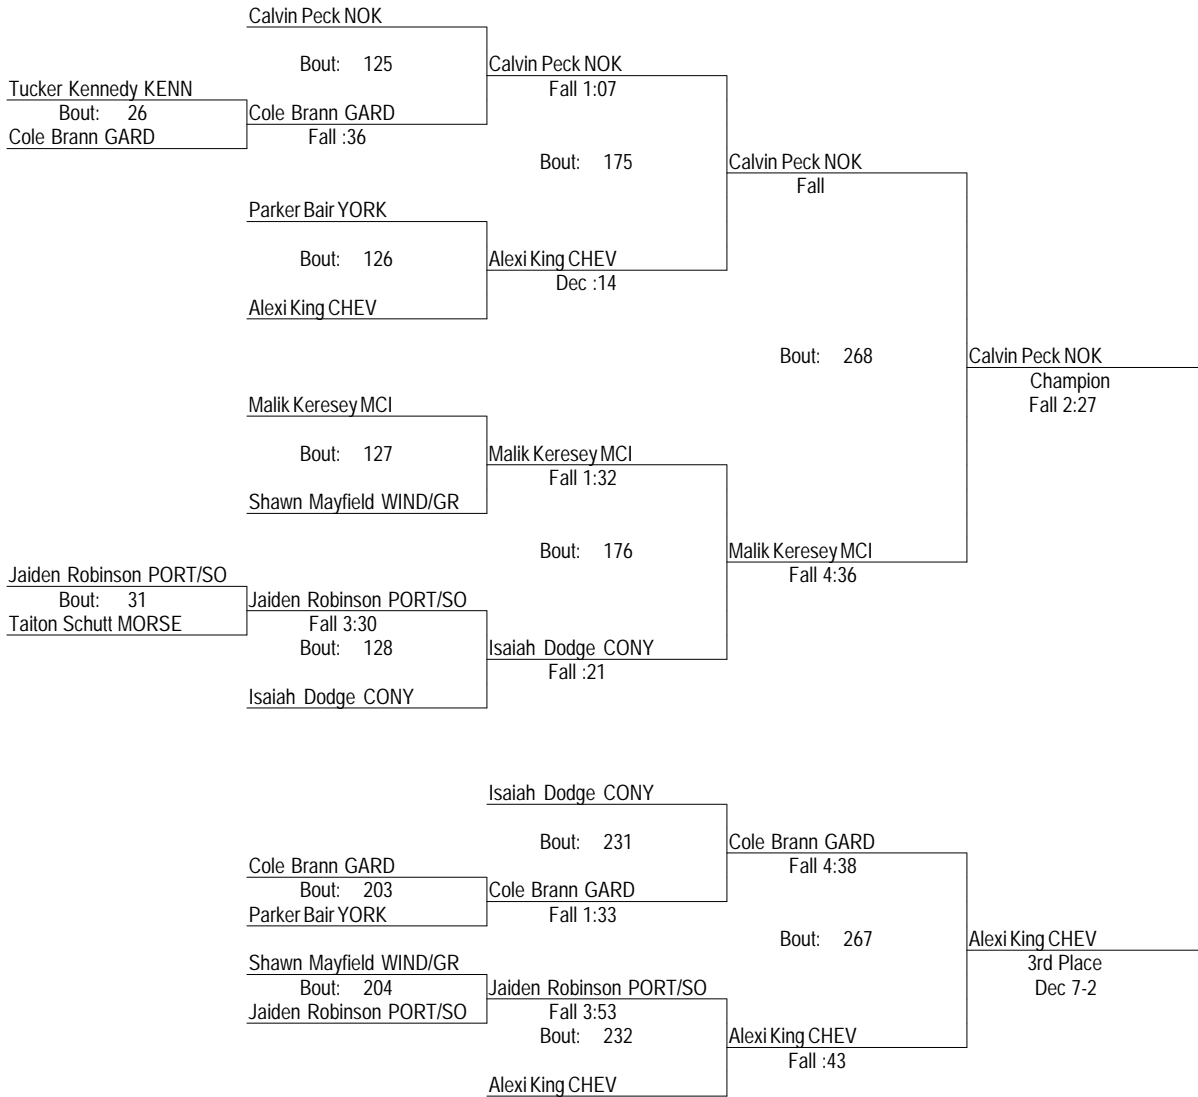 Calvin Peck NOK
Bout: 125
Calvin Peck NOK
Fall 1:07
Tucker Kennedy KENN
Bout: 26
Cole Brann GARD
Cole Brann GARD
Fall :36
Bout: 175
Calvin Peck NOK
Fall
Parker Bair YORK
Bout: 126
Alexi King CHEV
Dec :14
Alexi King CHEV
Bout: 268
Calvin Peck NOK
Champion
Fall 2:27
Malik Keresey MCI
Bout: 127
Malik Keresey MCI
Fall 1:32
Shawn Mayfield WIND/GR
Bout: 176
Malik Keresey MCI
Fall 4:36
Jaiden Robinson PORT/SO
Bout: 31
Taiton Schutt MORSE
Jaiden Robinson PORT/SO
Fall 3:30
Bout: 128
Isaiah Dodge CONY
Fall :21
Isaiah Dodge CONY
Isaiah Dodge CONY
Bout: 231
Cole Brann GARD
Fall 4:38
Cole Brann GARD
Bout: 203
Parker Bair YORK
Cole Brann GARD
Fall 1:33
Bout: 267
Alexi King CHEV
3rd Place
Dec 7-2
Shawn Mayfield WIND/GR
Bout: 204
Jaiden Robinson PORT/SO
Jaiden Robinson PORT/SO
Fall 3:53
Bout: 232
Alexi King CHEV
Fall :43
Alexi King CHEV